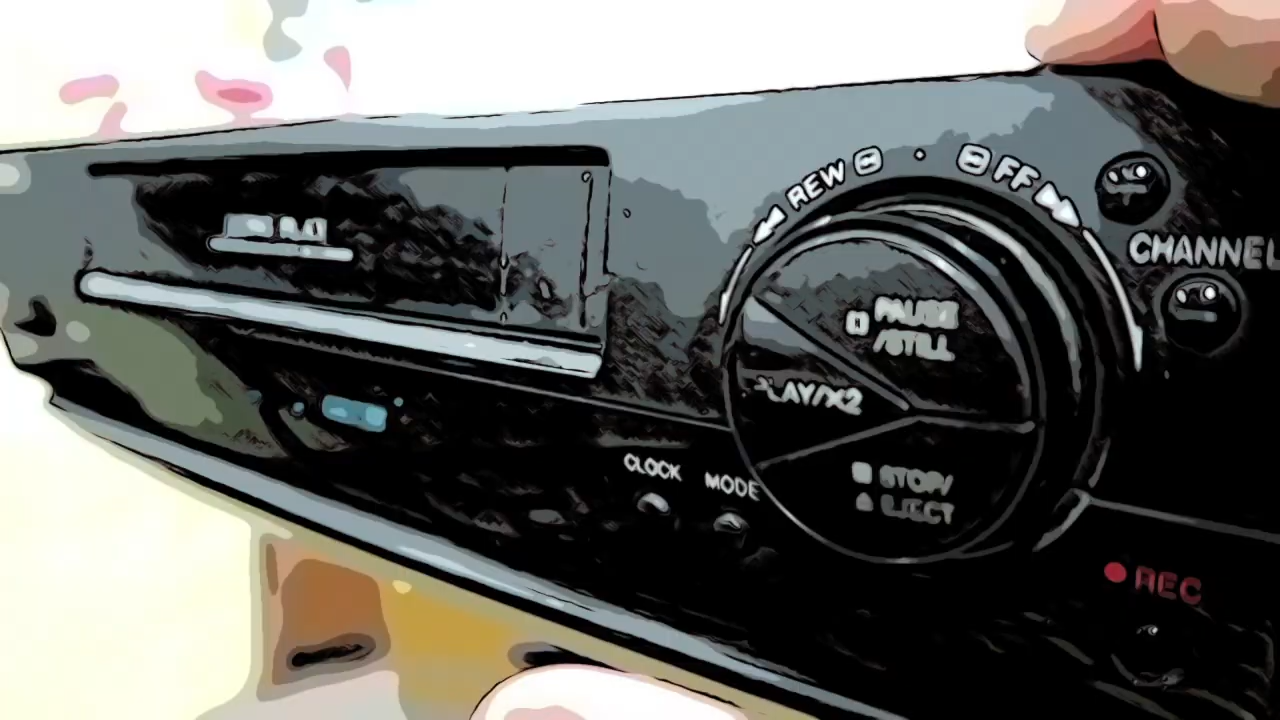 REW
FF
CHANNEL
PAUSE
/STILL
PLAY/X2
STOP/
EJECT
CLOCK
MODE
REC